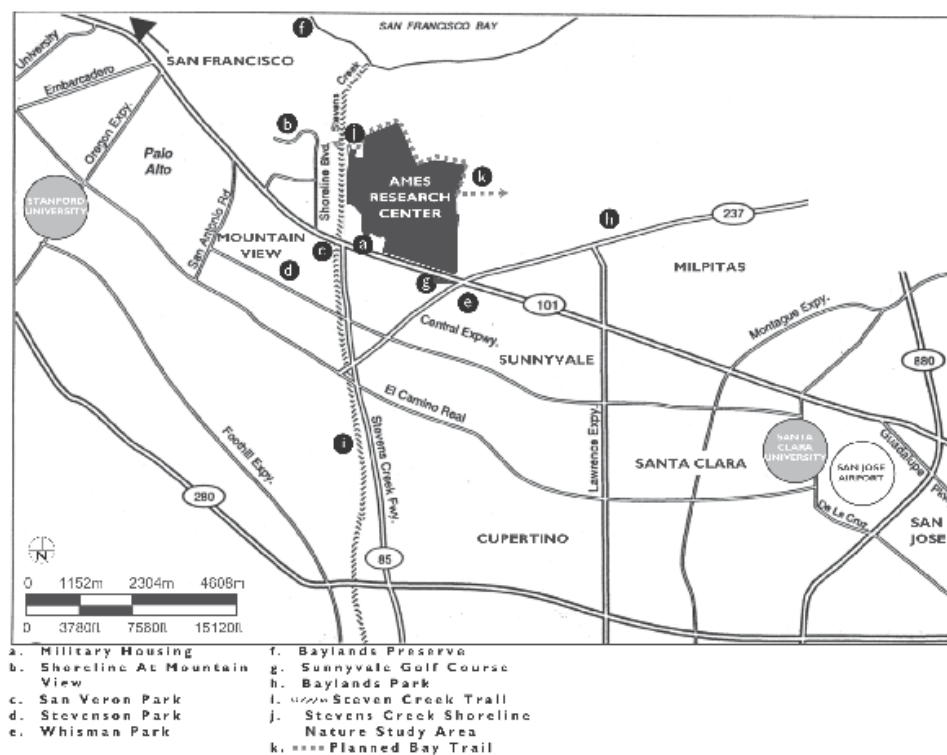 SAN FRANCISCO BAY
f
SAN FRANCISCO
University
Embarcadero
Oregon Expy.
Palo
Alto
b
Shoreline Blvd.
Stevens
Creek
j
k
AMES
RESEARCH
CENTER
STANFORD
UNIVERSITY
San Antonio Rd
MOUNTAIN
VIEW
c
a
d
g
e
h
237
MILPITAS
101
Central Expwy.
SUNNYVALE
Montague Expy.
880
El Camino Real
i
Stevens Creek Fwy.
Foothill Expy.
280
85
Lawrence Expy.
SANTA CLARA
SANTA
CLARA
UNIVERSITY
SAN JOSE
AIRPORT
Guadalupe
De La Cruz
SAN
JOSE
CUPERTINO
N
0 1152m 2304m 4608m
0 3780ft 7580ft 15120ft
a. Military Housing
b. Shoreline At Mountain
View
c. San Veron Park
d. Stevenson Park
e. Whisman Park
f. Baylands Preserve
g. Sunnyvale Golf Course
h. Baylands Park
i. Steven Creek Trail
j. Stevens Creek Shoreline
Nature Study Area
k. Planned Bay Trail